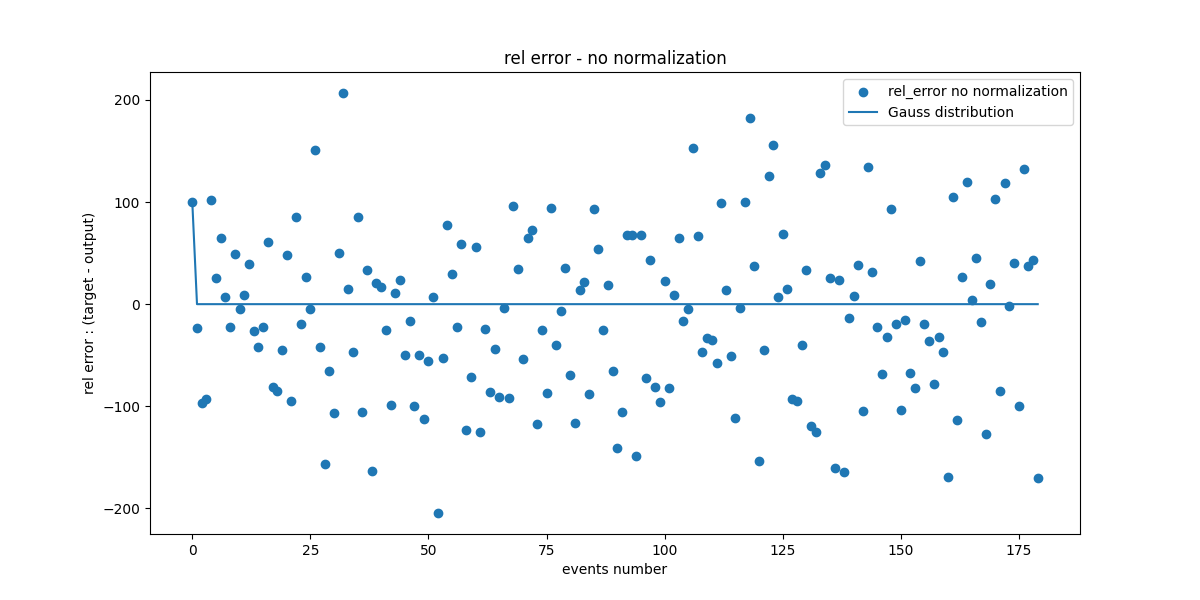 rel error - no normalization
rel_error no normalization
Gauss distribution
rel error : (target - output)
200
100
0
−100
−200
0 25 50 75 100 125 150 175
events number